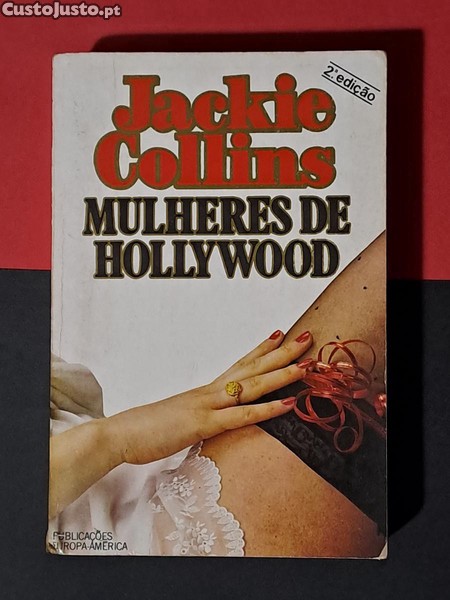 CustoJusto.pt
2.ª edição
Jackie
Collins
MULHERES DE
HOLLYWOOD
PUBLICAÇÕES
EUROPA-AMÉRICA